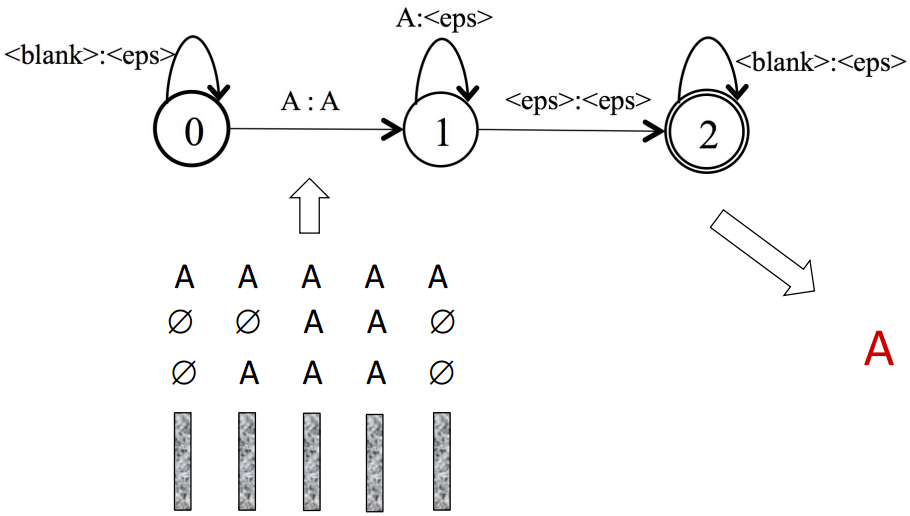 A:<eps>
<blank>:<eps>
<blank>:<eps>
A : A
<eps>:<eps>
0
1
2
A A A A A
∅ ∅ A A ∅
∅ A A A ∅
A